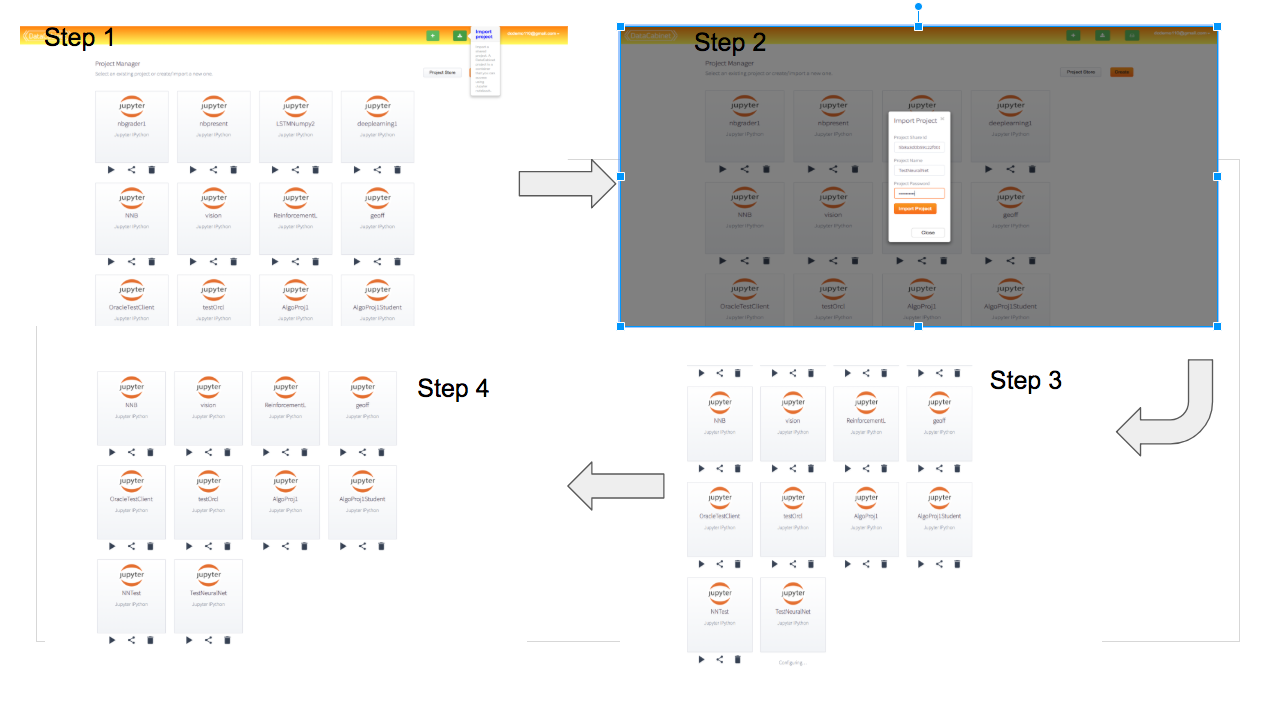 Step 1
Import
project
Project Manager
Select an existing project or create/import a new one.
Project Store
jupyter jupyter jupyter jupyter
nbgrader1 nbpresent LSTMNumpy2 deeplearning1
Jupyter IPython Jupyter IPython Jupyter IPython Jupyter IPython
jupyter jupyter jupyter jupyter
NNB vision ReinforcementL geoff
Jupyter IPython Jupyter IPython Jupyter IPython Jupyter IPython
jupyter jupyter jupyter jupyter
OracleTestClient testOrcl AlgoProj1 AlgoProj1Student
Jupyter IPython Jupyter IPython Jupyter IPython Jupyter IPython
Step 2
Project Manager
Select an existing project or create/import a new one.
Project Store Create
jupyter jupyter jupyter jupyter
nbgrader1 nbpresent deeplearning1
Jupyter IPython Jupyter IPython Jupyter IPython
Import Project ×
Project Share Id
Project Name
TestNeuralNet
Project Password
Import Project
Close
jupyter jupyter jupyter
NNB vision geoff
Jupyter IPython Jupyter IPython Jupyter IPython
jupyter jupyter jupyter jupyter
OracleTestClient testOrcl AlgoProj1 AlgoProj1Student
Jupyter IPython Jupyter IPython Jupyter IPython Jupyter IPython
Step 3
jupyter jupyter jupyter jupyter
NNB vision ReinforcementL geoff
Jupyter IPython Jupyter IPython Jupyter IPython Jupyter IPython
jupyter jupyter jupyter jupyter
OracleTestClient testOrcl AlgoProj1 AlgoProj1Student
Jupyter IPython Jupyter IPython Jupyter IPython Jupyter IPython
jupyter jupyter
NNTest TestNeuralNet
Jupyter IPython Jupyter IPython
Configuring...
Step 4
jupyter jupyter jupyter jupyter
NNB vision ReinforcementL geoff
Jupyter IPython Jupyter IPython Jupyter IPython Jupyter IPython
jupyter jupyter jupyter jupyter
OracleTestClient testOrcl AlgoProj1 AlgoProj1Student
Jupyter IPython Jupyter IPython Jupyter IPython Jupyter IPython
jupyter jupyter
NNTest TestNeuralNet
Jupyter IPython Jupyter IPython